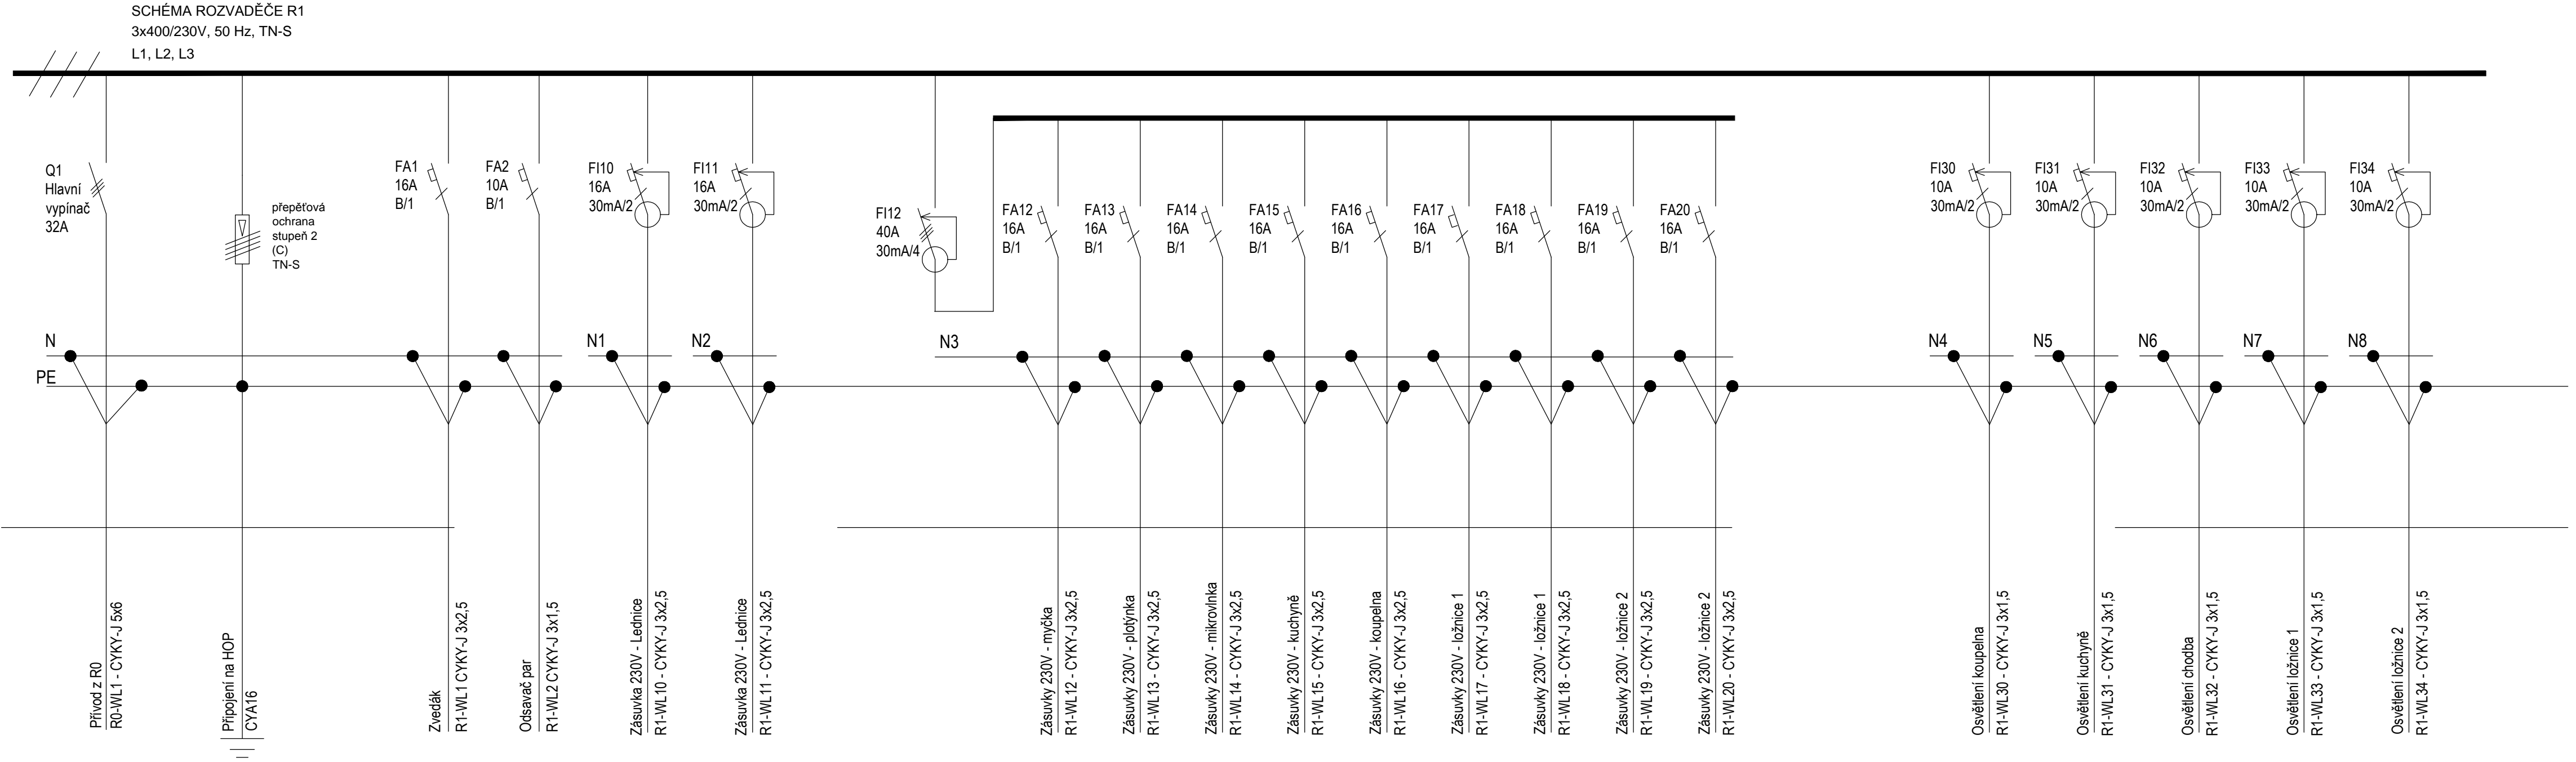 SCHÉMA ROZVADĚČE R1
3x400/230V, 50 Hz, TN-S
L1, L2, L3
Q1
Hlavní
vypínač
32A
přepěťová
ochrana
stupeň 2
(C)
TN-S
FA1
16A
B/1
FA2
10A
B/1
FI10
16A
30mA/2
FI11
16A
30mA/2
FI12
40A
30mA/4
FA12
16A
B/1
FA13
16A
B/1
FA14
16A
B/1
FA15
16A
B/1
FA16
16A
B/1
FA17
16A
B/1
FA18
16A
B/1
FA19
16A
B/1
FA20
16A
B/1
FI30
10A
30mA/2
FI31
10A
30mA/2
FI32
10A
30mA/2
FI33
10A
30mA/2
FI34
10A
30mA/2
N
N1
N2
N3
N4
N5
N6
N7
N8
PE
Přívod z R0
R0-WL1 - CYKY-J 5x6
Připojení na HOP
CYA16
Zvedák
R1-WL1 CYKY-J 3x2,5
Odsavač par
R1-WL2 CYKY-J 3x1,5
Zásuvka 230V - Lednice
R1-WL10 - CYKY-J 3x2,5
Zásuvka 230V - Lednice
R1-WL11 - CYKY-J 3x2,5
Zásuvky 230V - myčka
R1-WL12 - CYKY-J 3x2,5
Zásuvky 230V - plotýnka
R1-WL13 - CYKY-J 3x2,5
Zásuvky 230V - mikrovlnka
R1-WL14 - CYKY-J 3x2,5
Zásuvky 230V - kuchyně
R1-WL15 - CYKY-J 3x2,5
Zásuvky 230V - koupelna
R1-WL16 - CYKY-J 3x2,5
Zásuvky 230V - ložnice 1
R1-WL17 - CYKY-J 3x2,5
Zásuvky 230V - ložnice 1
R1-WL18 - CYKY-J 3x2,5
Zásuvky 230V - ložnice 2
R1-WL19 - CYKY-J 3x2,5
Zásuvky 230V - ložnice 2
R1-WL20 - CYKY-J 3x2,5
Osvětlení koupelna
R1-WL30 - CYKY-J 3x1,5
Osvětlení kuchyně
R1-WL31 - CYKY-J 3x1,5
Osvětlení chodba
R1-WL32 - CYKY-J 3x1,5
Osvětlení ložnice 1
R1-WL33 - CYKY-J 3x1,5
Osvětlení ložnice 2
R1-WL34 - CYKY-J 3x1,5